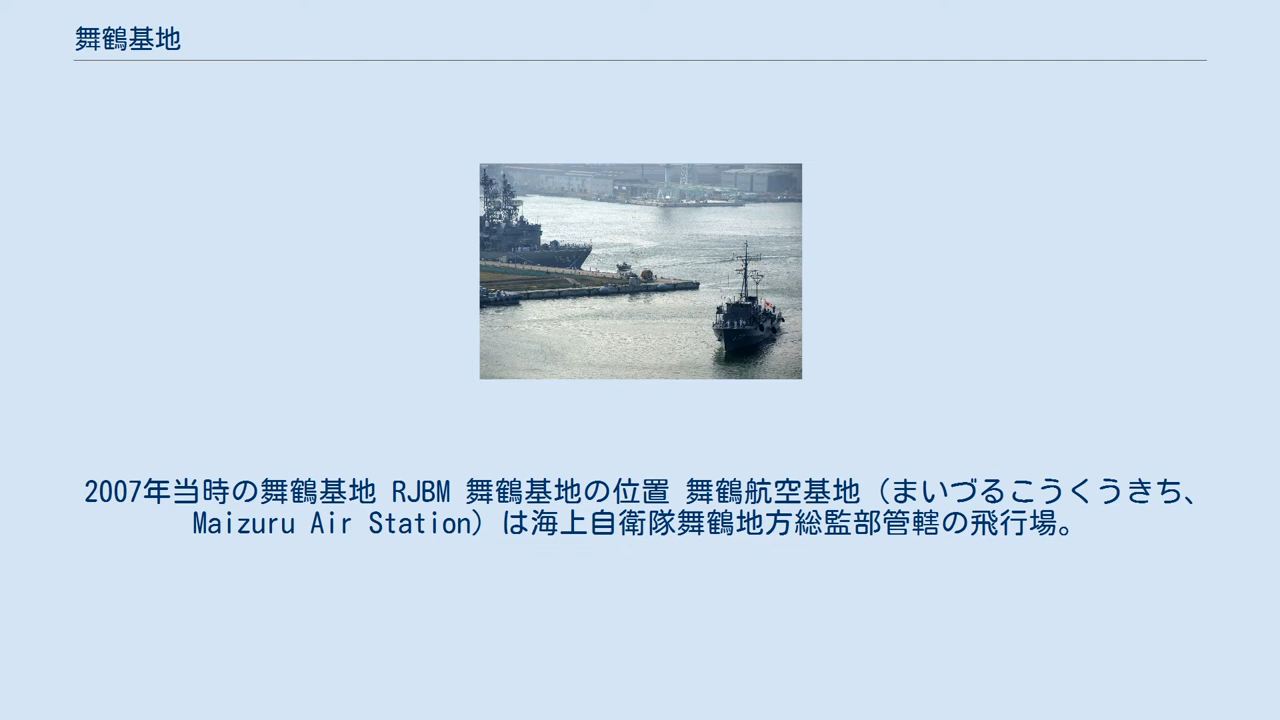 舞鶴基地
2007年当時の舞鶴基地 RJBM 舞鶴基地の位置 舞鶴航空基地（まいづるこうくうきち、
Maizuru Air Station）は海上自衛隊舞鶴地方総監部管轄の飛行場。